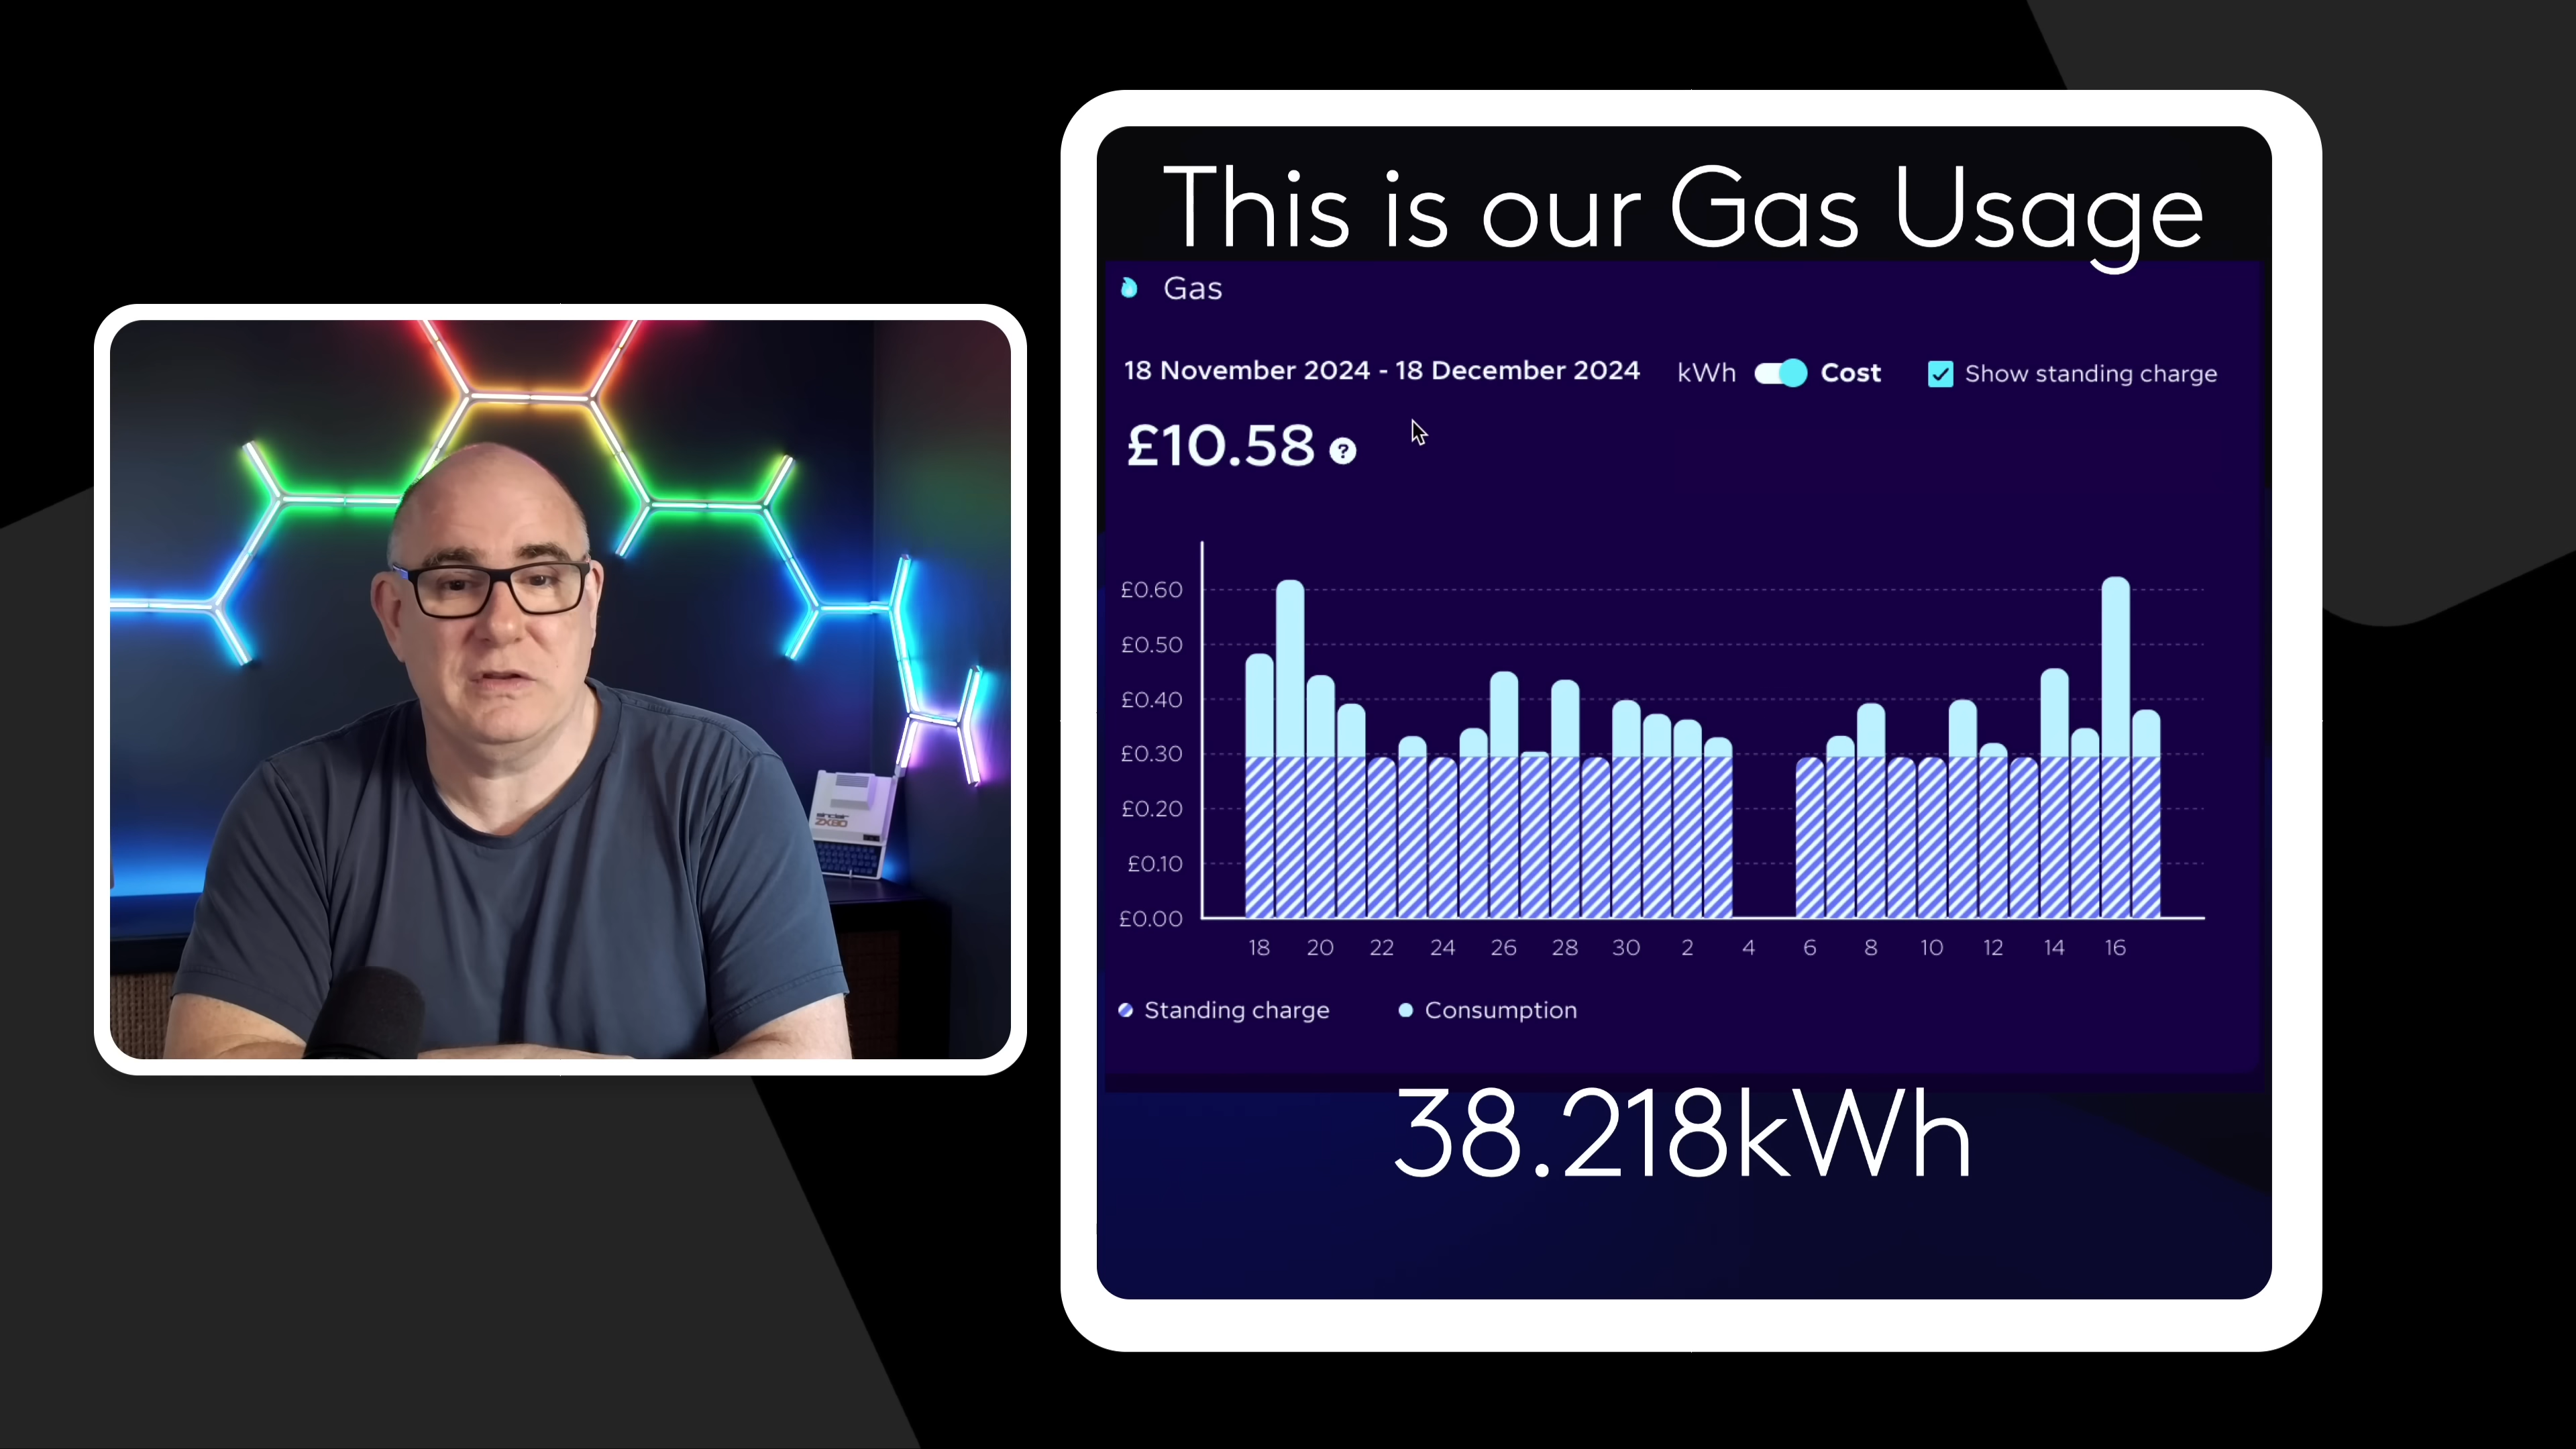 This is our Gas Usage
Gas
18 November 2024 - 18 December 2024 kWh Cost Show standing charge
£10.58 ?
£0.60
£0.50
£0.40
£0.30
£0.20
£0.10
£0.00
18 20 22 24 26 28 30 2 4 6 8 10 12 14 16
Standing charge Consumption
38.218kWh
sinclair
ZX80